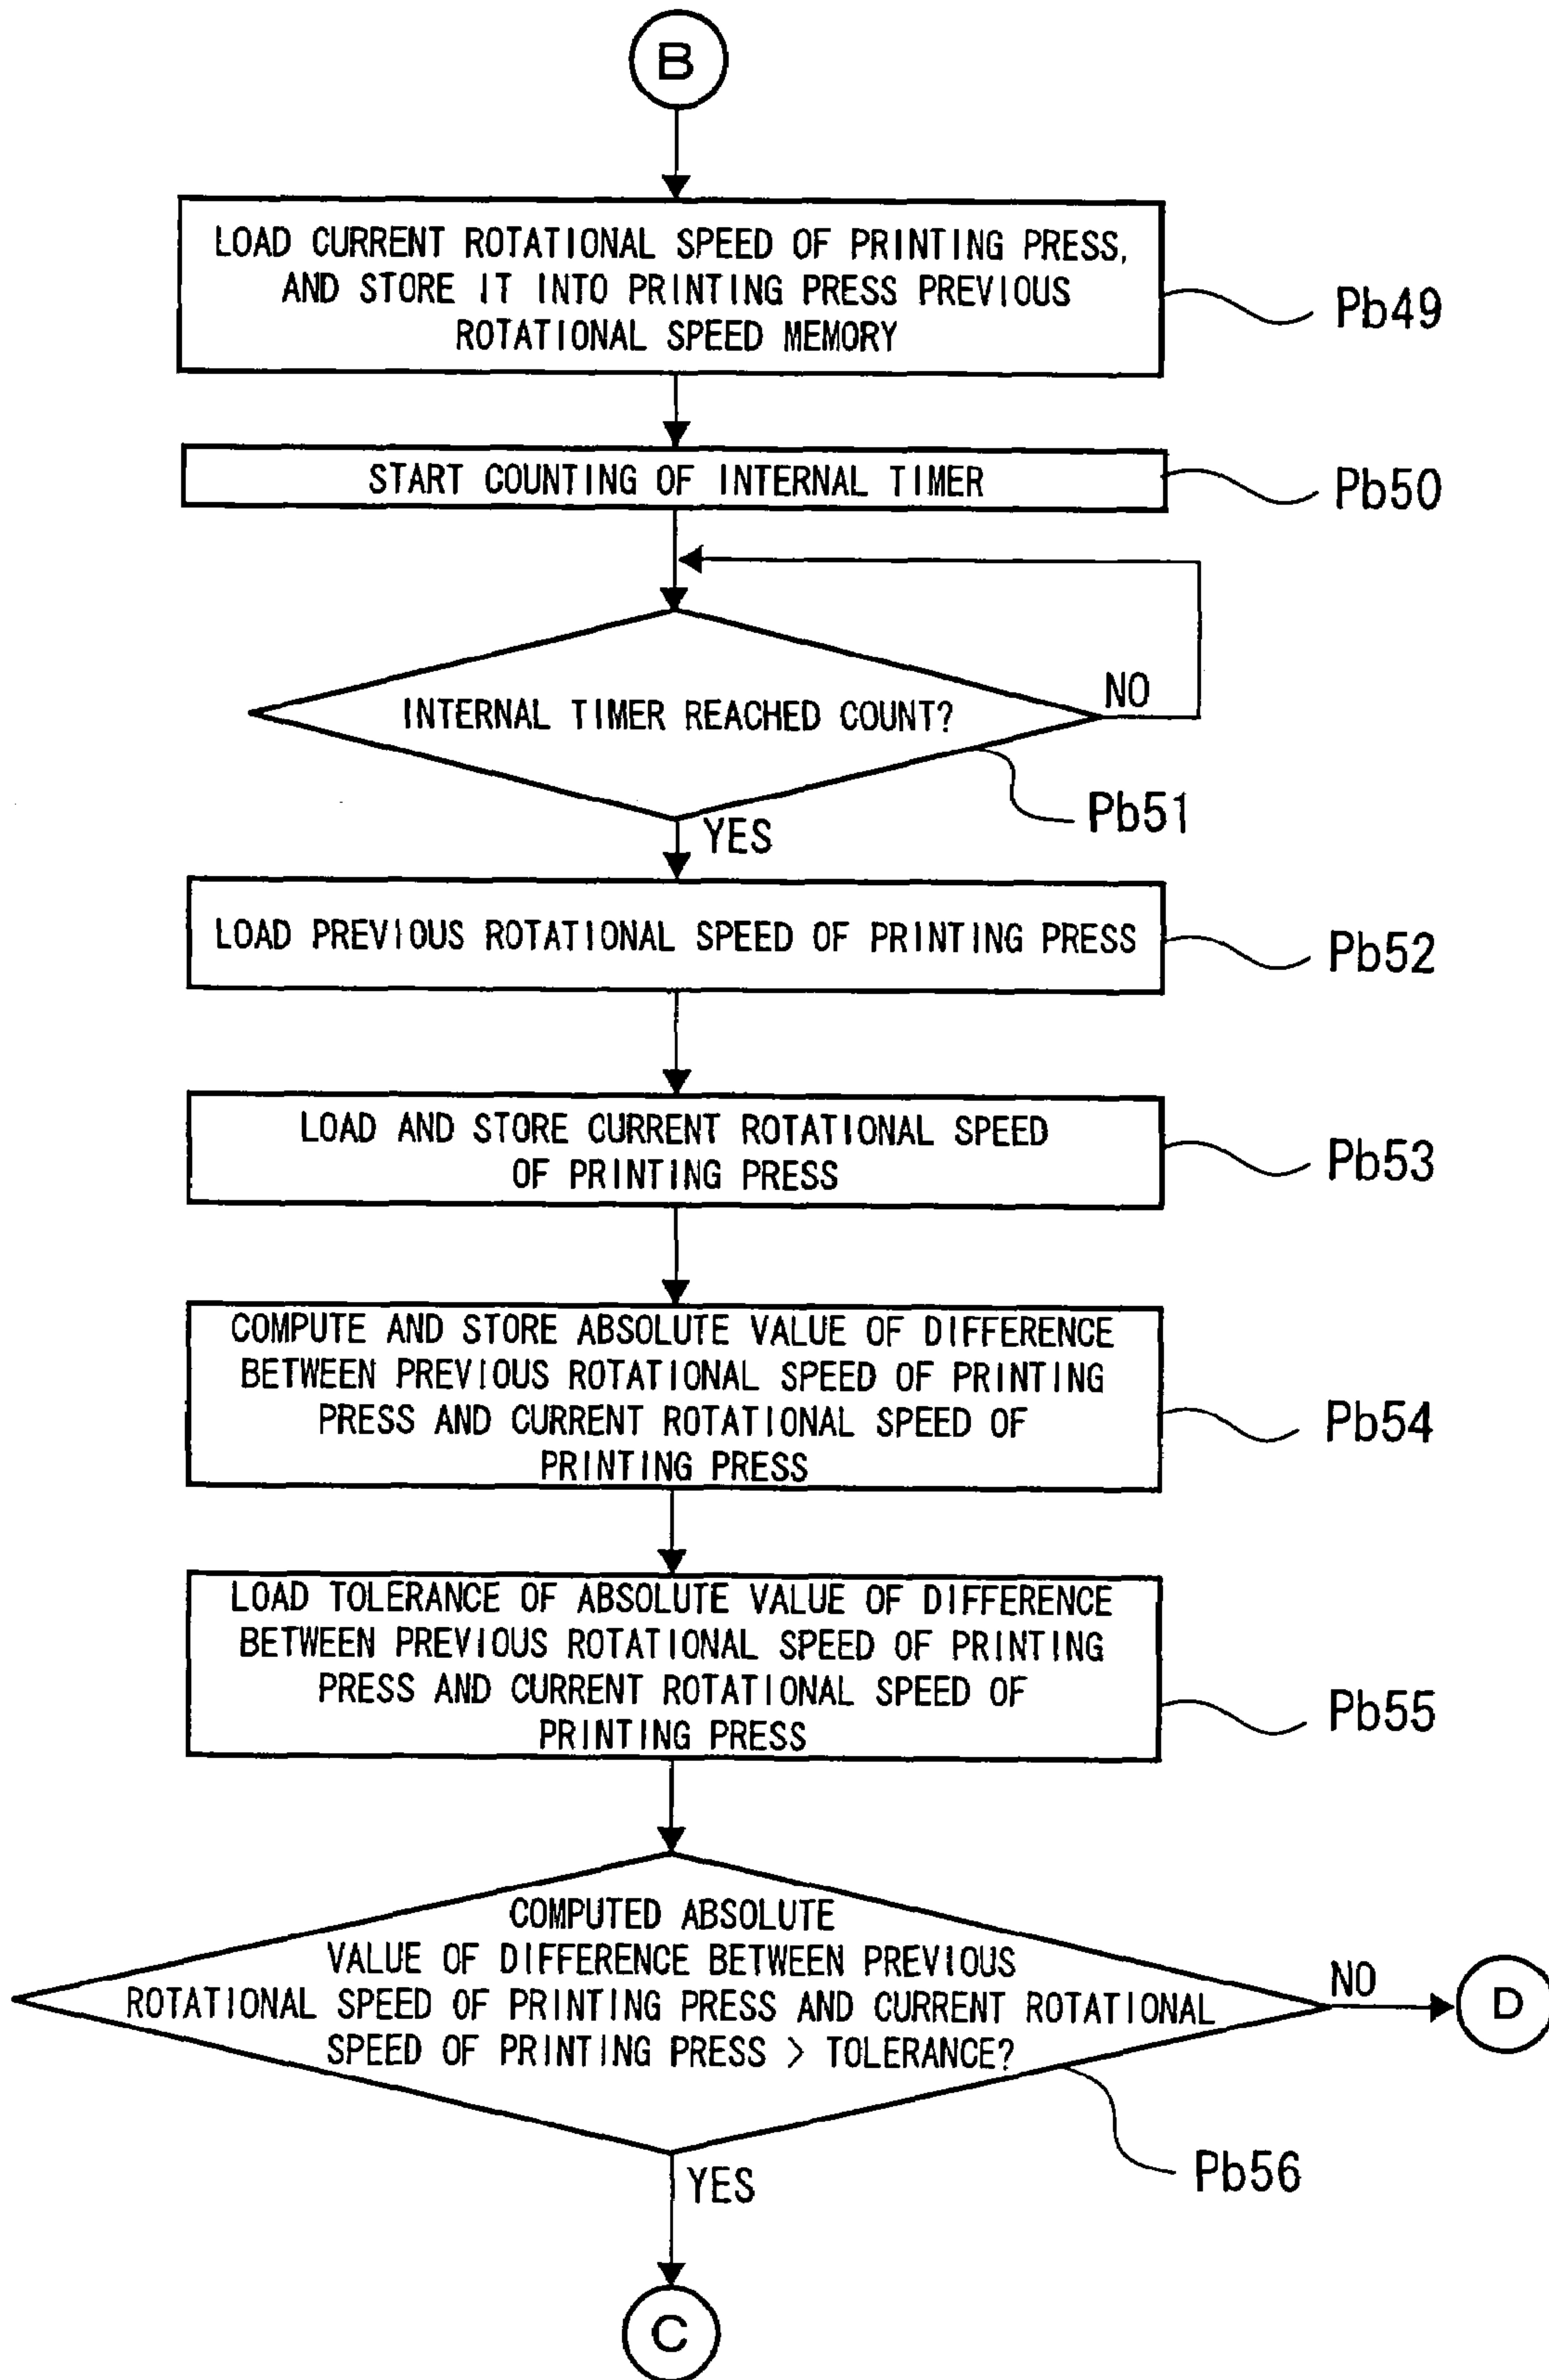 B
LOAD CURRENT ROTATIONAL SPEED OF PRINTING PRESS,
AND STORE IT INTO PRINTING PRESS PREVIOUS
ROTATIONAL SPEED MEMORY
Pb49
START COUNTING OF INTERNAL TIMER
Pb50
INTERNAL TIMER REACHED COUNT?
NO
Pb51
YES
LOAD PREVIOUS ROTATIONAL SPEED OF PRINTING PRESS
Pb52
LOAD AND STORE CURRENT ROTATIONAL SPEED
OF PRINTING PRESS
Pb53
COMPUTE AND STORE ABSOLUTE VALUE OF DIFFERENCE
BETWEEN PREVIOUS ROTATIONAL SPEED OF PRINTING
PRESS AND CURRENT ROTATIONAL SPEED OF
PRINTING PRESS
Pb54
LOAD TOLERANCE OF ABSOLUTE VALUE OF DIFFERENCE
BETWEEN PREVIOUS ROTATIONAL SPEED OF PRINTING
PRESS AND CURRENT ROTATIONAL SPEED OF
PRINTING PRESS
Pb55
COMPUTED ABSOLUTE
VALUE OF DIFFERENCE BETWEEN PREVIOUS
ROTATIONAL SPEED OF PRINTING PRESS AND CURRENT ROTATIONAL
SPEED OF PRINTING PRESS > TOLERANCE?
NO
D
Pb56
YES
C